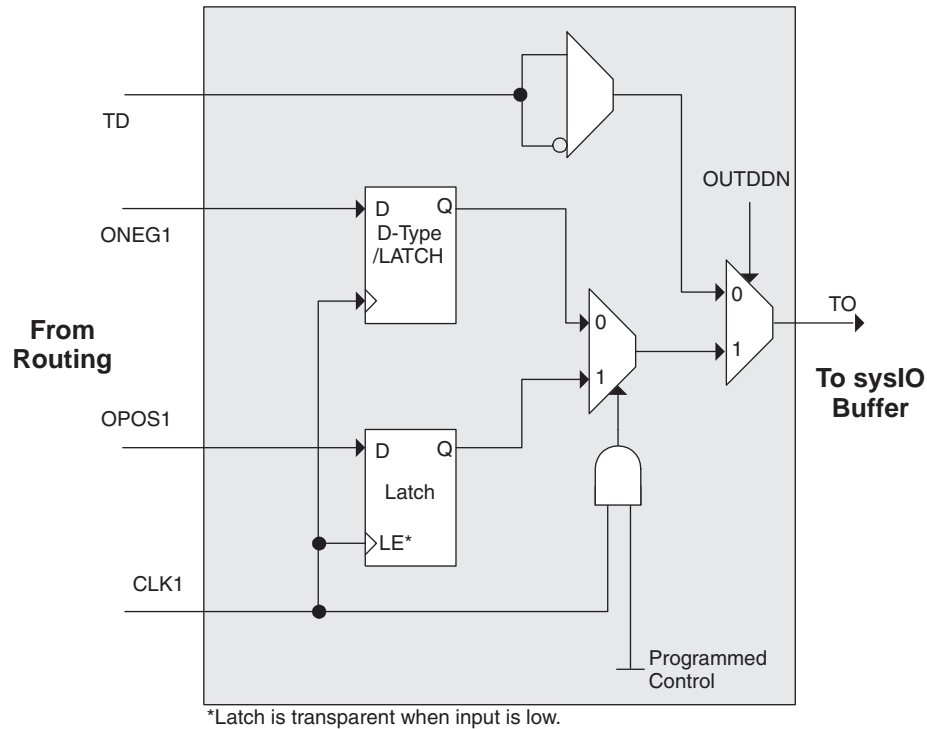 TD
OUTDDN
ONEG1
D Q
D-Type
/LATCH
0
TO
0
From
Routing
1
To sysIO
Buffer
1
OPOS1
D Q
Latch
LE*
CLK1
Programmed
Control
*Latch is transparent when input is low.